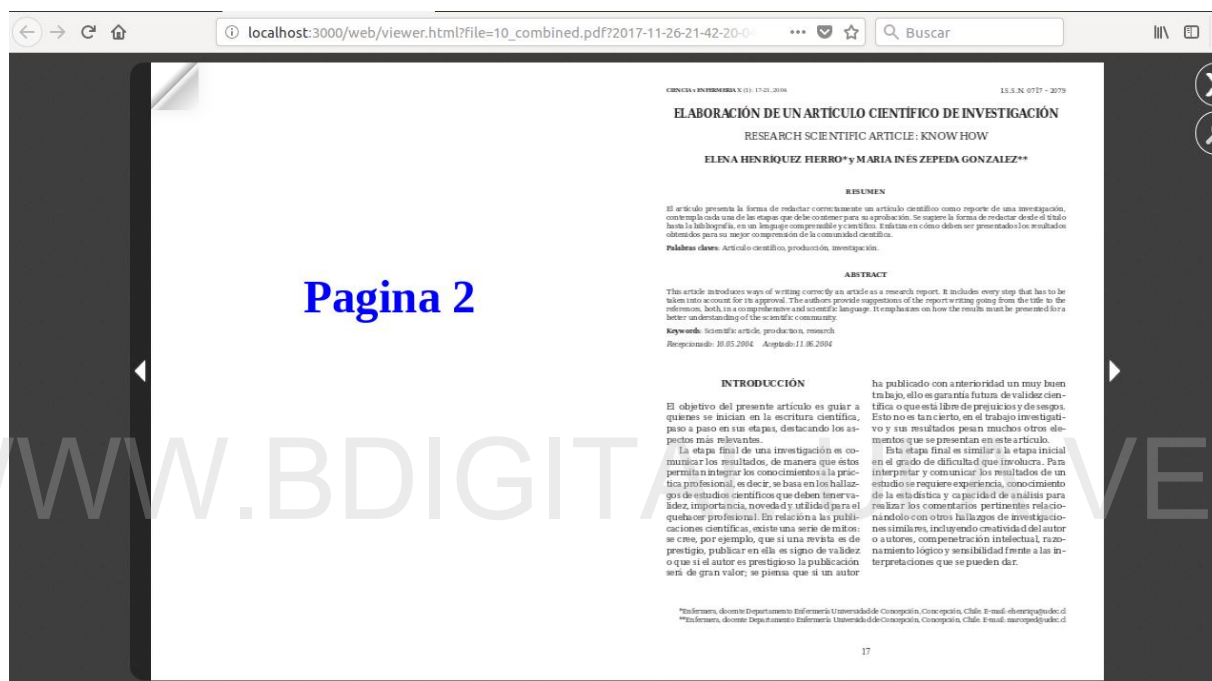 localhost:3000/web/viewer.html?file=10_combined.pdf?2017-11-26-21-42-20-0
Buscar
Pagina 2
CIENCIA y ENFERMERIA X (1): 17-21, 2004
I.S.S.N. 0717 - 2079
ELABORACIÓN DE UN ARTÍCULO CIENTÍFICO DE INVESTIGACIÓN
RESEARCH SCIENTIFIC ARTICLE: KNOW HOW
ELENA HENRÍQUEZ FIERRO* y MARIA INÉS ZEPEDA GONZALEZ**
RESUMEN
El artículo presenta la forma de redactar correctamente un artículo científico como reporte de una investigación,
contempla cada una de las etapas que debe contener para su aprobación. Se sugiere la forma de redactar desde el título
hasta la bibliografía, en un lenguaje comprensible y científico. Enfatiza en cómo deben ser presentados los resultados
obtenidos para su mejor comprensión de la comunidad científica.
Palabras claves: Artículo científico, producción, investigación.
ABSTRACT
This article introduces ways of writing correctly an article as a research report. It includes every step that has to be
taken into account for its approval. The authors provide suggestions of the report writing going from the title to the
references, both, in a comprehensive and scientific language. It emphasizes on how the results must be presented for a
better understanding of the scientific community.
Keywords: Scientific article, production, research
Recepcionado: 10.05.2004. Aceptado: 11.06.2004
INTRODUCCIÓN
El objetivo del presente artículo es guiar a
quienes se inician en la escritura científica,
paso a paso en sus etapas, destacando los as-
pectos más relevantes.
La etapa final de una investigación es co-
municar los resultados, de manera que éstos
permitan integrar los conocimientos a la prác-
tica profesional, es decir, se basa en los hallaz-
gos de estudios científicos que deben tener va-
lidez, importancia, novedad y utilidad para el
quehacer profesional. En relación a las publi-
caciones científicas, existe una serie de mitos:
se cree, por ejemplo, que si una revista es de
prestigio, publicar en ella es signo de validez
o que si el autor es prestigioso la publicación
será de gran valor; se piensa que si un autor
ha publicado con anterioridad un muy buen
trabajo, ello es garantía futura de validez cien-
tífica o que está libre de prejuicios y de sesgos.
Esto no es tan cierto, en el trabajo investigati-
vo y sus resultados pesan muchos otros ele-
mentos que se presentan en este artículo.
Esta etapa final es similar a la etapa inicial
en el grado de dificultad que involucra. Para
interpretar y comunicar los resultados de un
estudio se requiere experiencia, conocimiento
de la estadística y capacidad de análisis para
realizar los comentarios pertinentes relacio-
nándolo con otros hallazgos de investigacio-
nes similares, incluyendo creatividad del autor
o autores, compenetración intelectual, razo-
namiento lógico y sensibilidad frente a las in-
terpretaciones que se pueden dar.
*Enfermera, docente Departamento Enfermería Universidad de Concepción, Concepción, Chile. E-mail: ehenriqu@udec.cl
**Enfermera, docente Departamento Enfermería Universidad de Concepción, Concepción, Chile. E-mail: marceped@udec.cl
17
WWW.BDIGITAL.ULA.VE